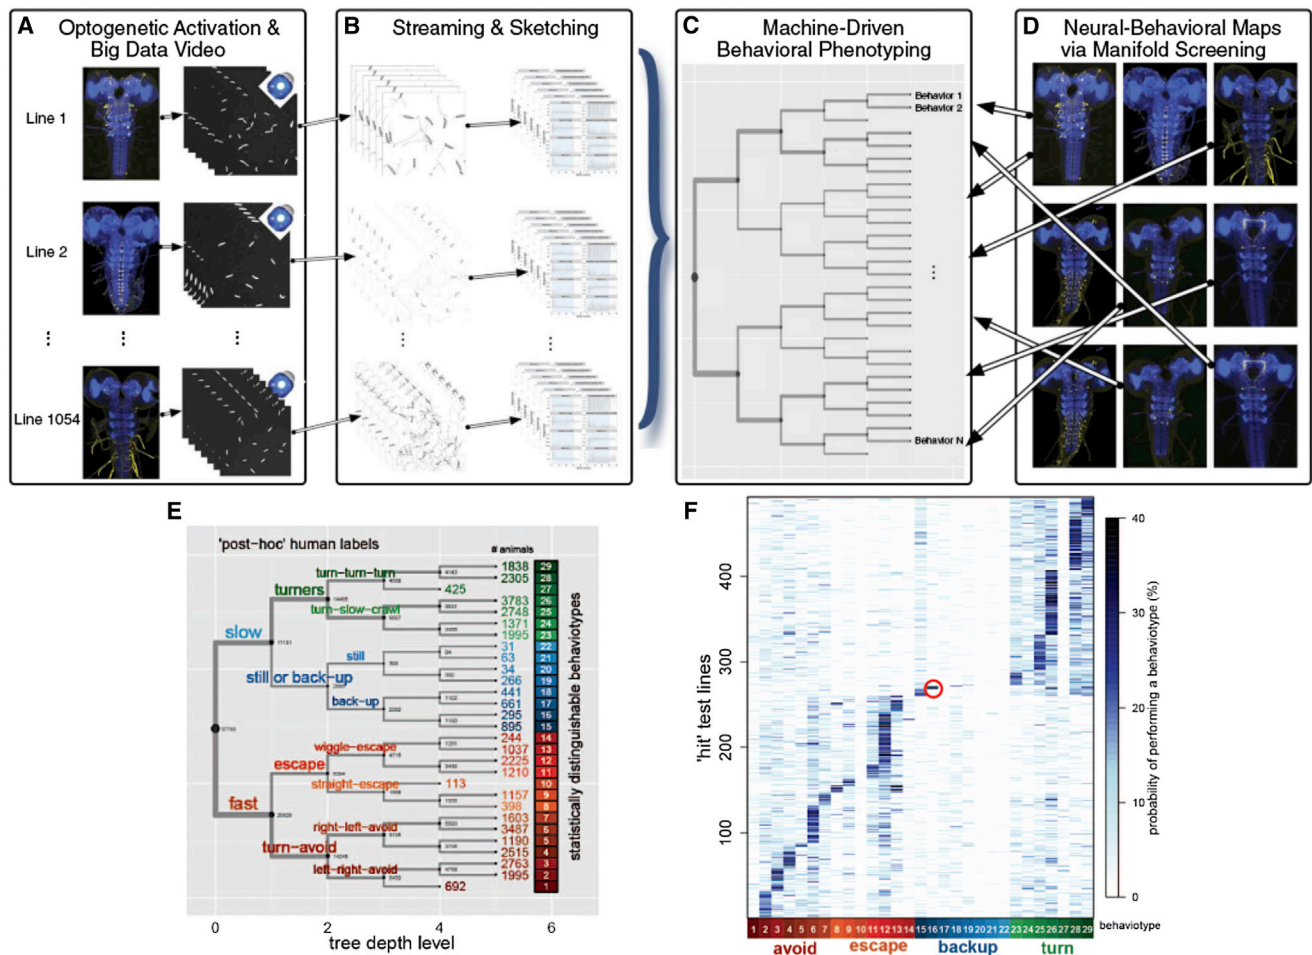 A Optogenetic Activation &
Big Data Video
Line 1
Line 2
Line 1054
B Streaming & Sketching
C Machine-Driven
Behavioral Phenotyping
Behavior 1
Behavior 2
Behavior N
D Neural-Behavioral Maps
via Manifold Screening
E
'post-hoc' human labels
# animals
turn-turn-turn
turners
turn-slow-crawl
slow
still
still or back-up
back-up
wiggle-escape
escape
straight-escape
fast
right-left-avoid
turn-avoid
left-right-avoid
1838 29
2305 28
425 27
3783 26
2748 25
1371 24
1995 23
31 22
63 21
34 20
266 19
441 18
661 17
295 16
895 15
244 14
1037 13
2225 12
1210 11
113 10
1157 9
398 8
1603 7
3487 6
1190 5
2515 4
2763 3
1995 2
692 1
statistically distinguishable behaviotypes
0 2 4 6
tree depth level
F
'hit' test lines
400
300
200
100
40
30
20
10
0
probability of performing a behaviotype (%)
1 2 3 4 5 6 7 8 9 10 11 12 13 14 15 16 17 18 19 20 21 22 23 24 25 26 27 28 29
behaviotype
avoid escape backup turn